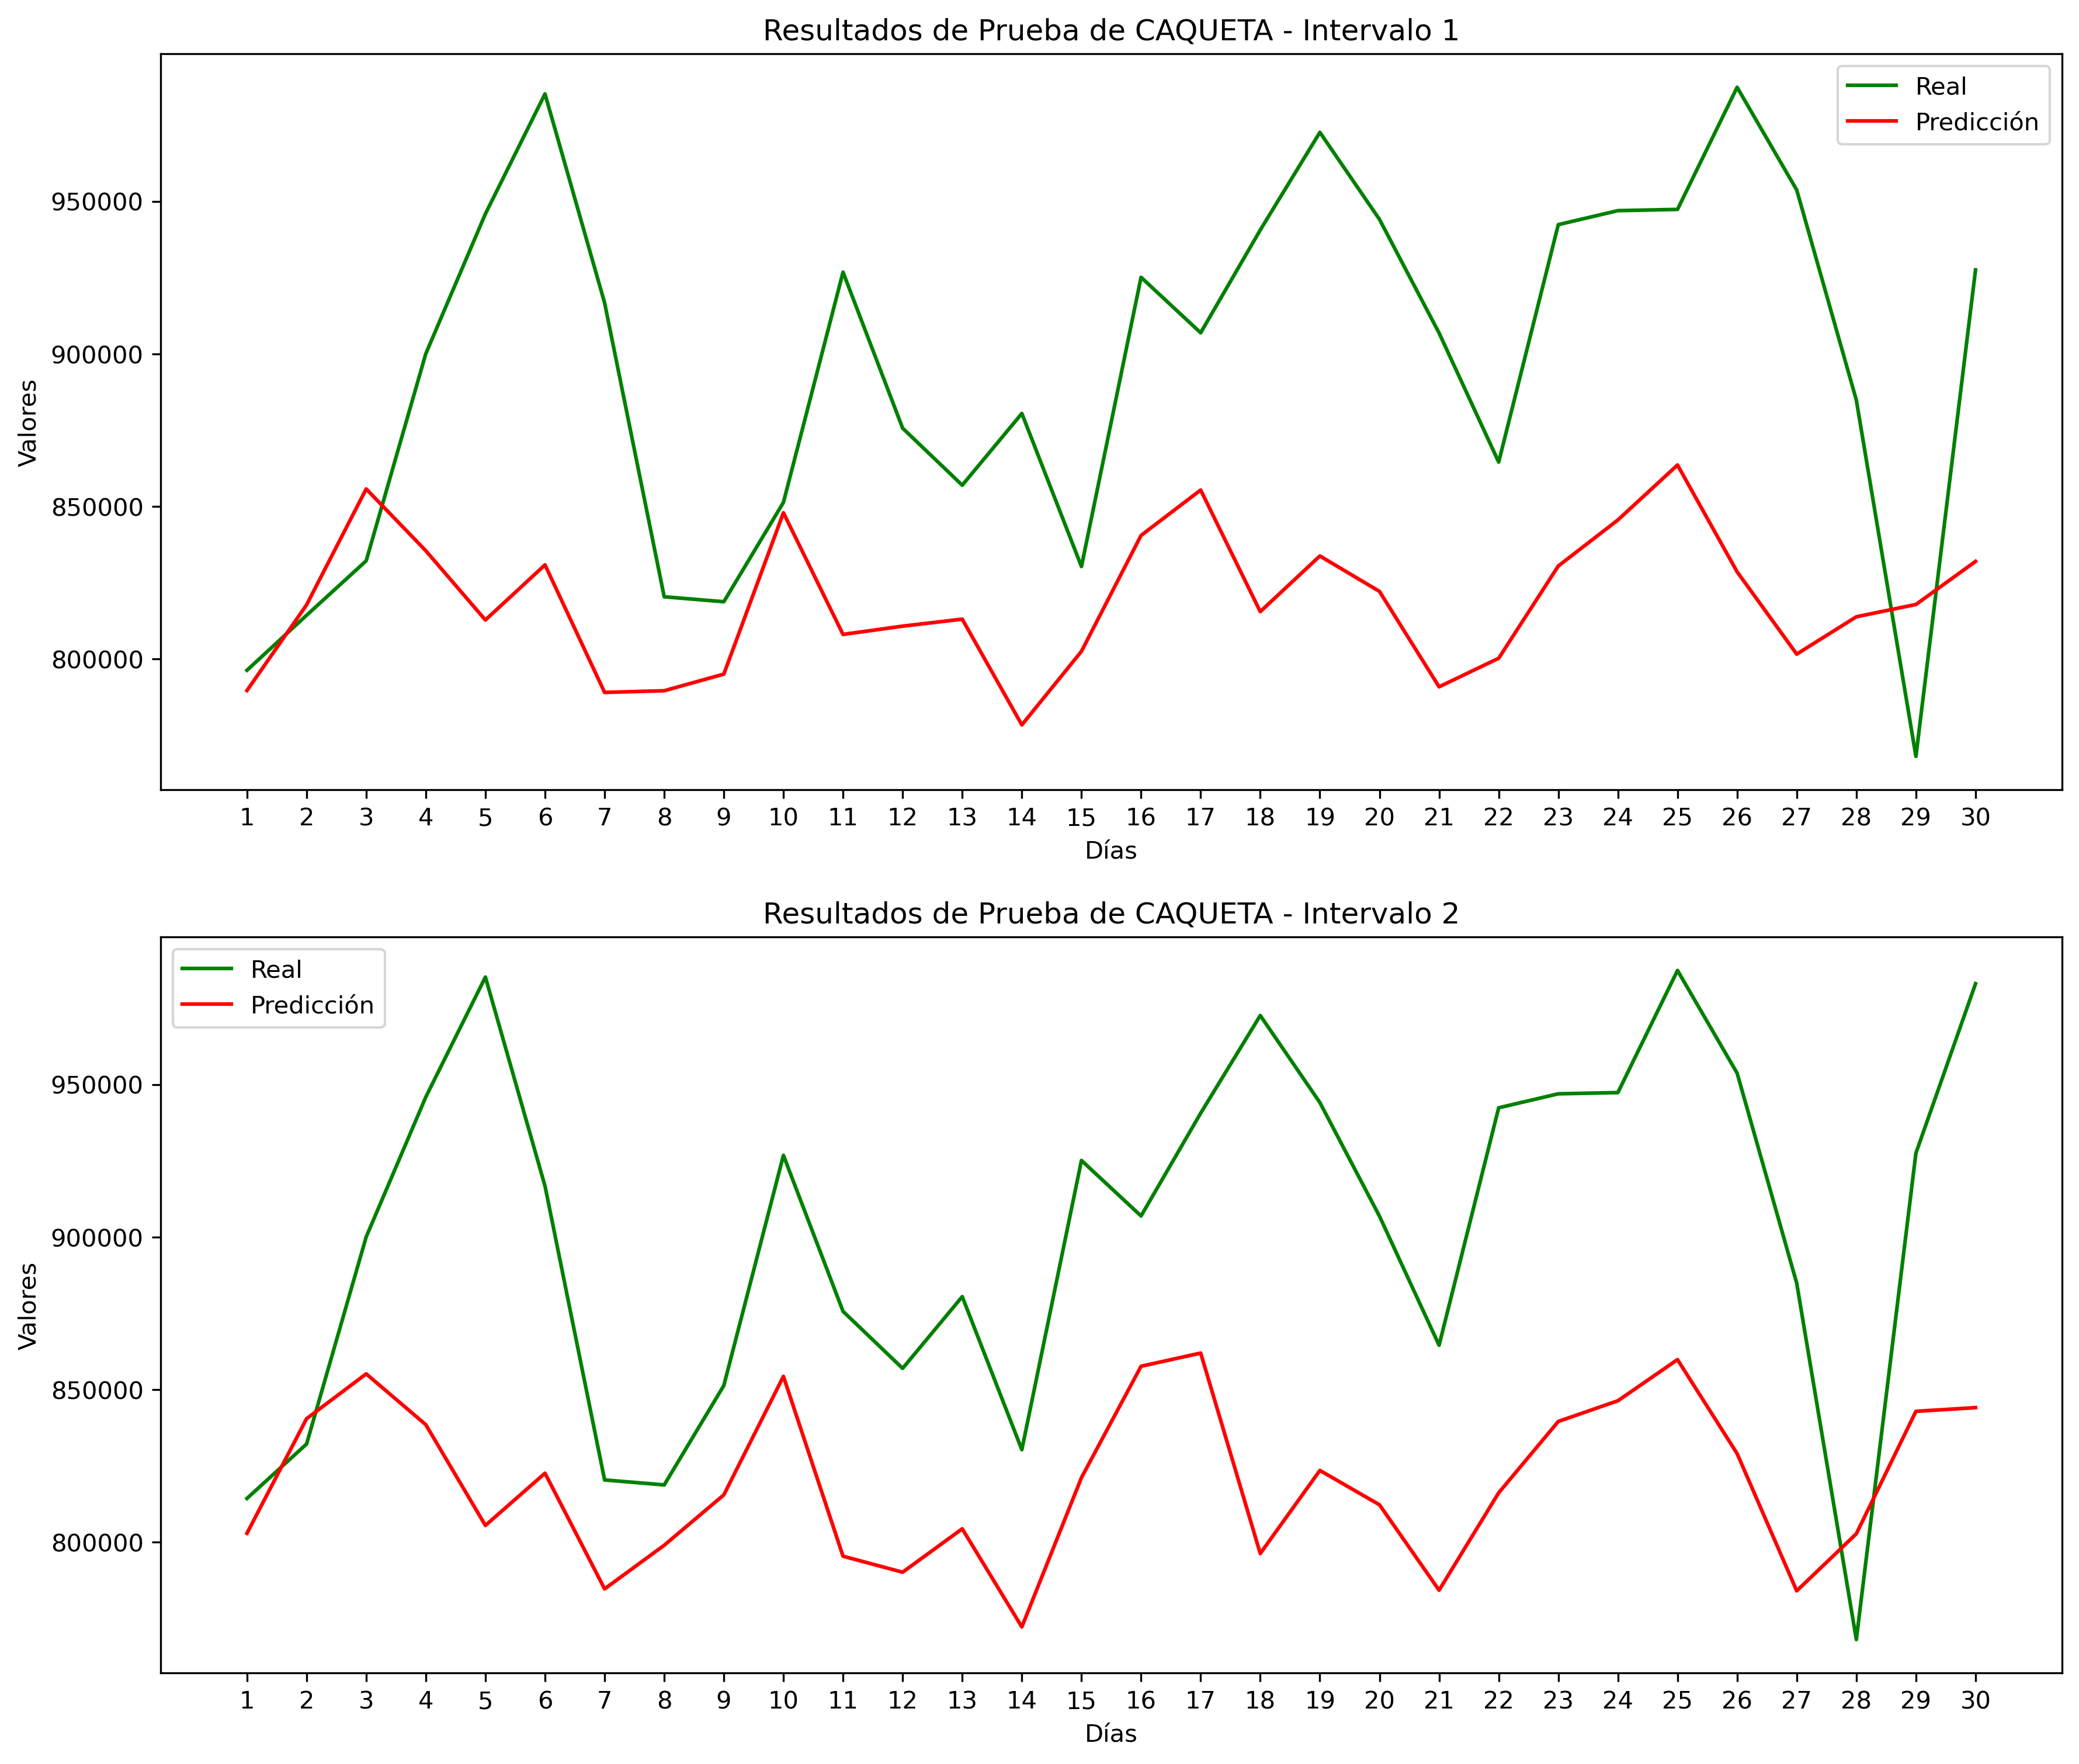 Resultados de Prueba de CAQUETA - Intervalo 1
Real
Predicción
Valores
950000
900000
850000
800000
1 2 3 4 5 6 7 8 9 10 11 12 13 14 15 16 17 18 19 20 21 22 23 24 25 26 27 28 29 30
Días
Resultados de Prueba de CAQUETA - Intervalo 2
Real
Predicción
Valores
950000
900000
850000
800000
1 2 3 4 5 6 7 8 9 10 11 12 13 14 15 16 17 18 19 20 21 22 23 24 25 26 27 28 29 30
Días